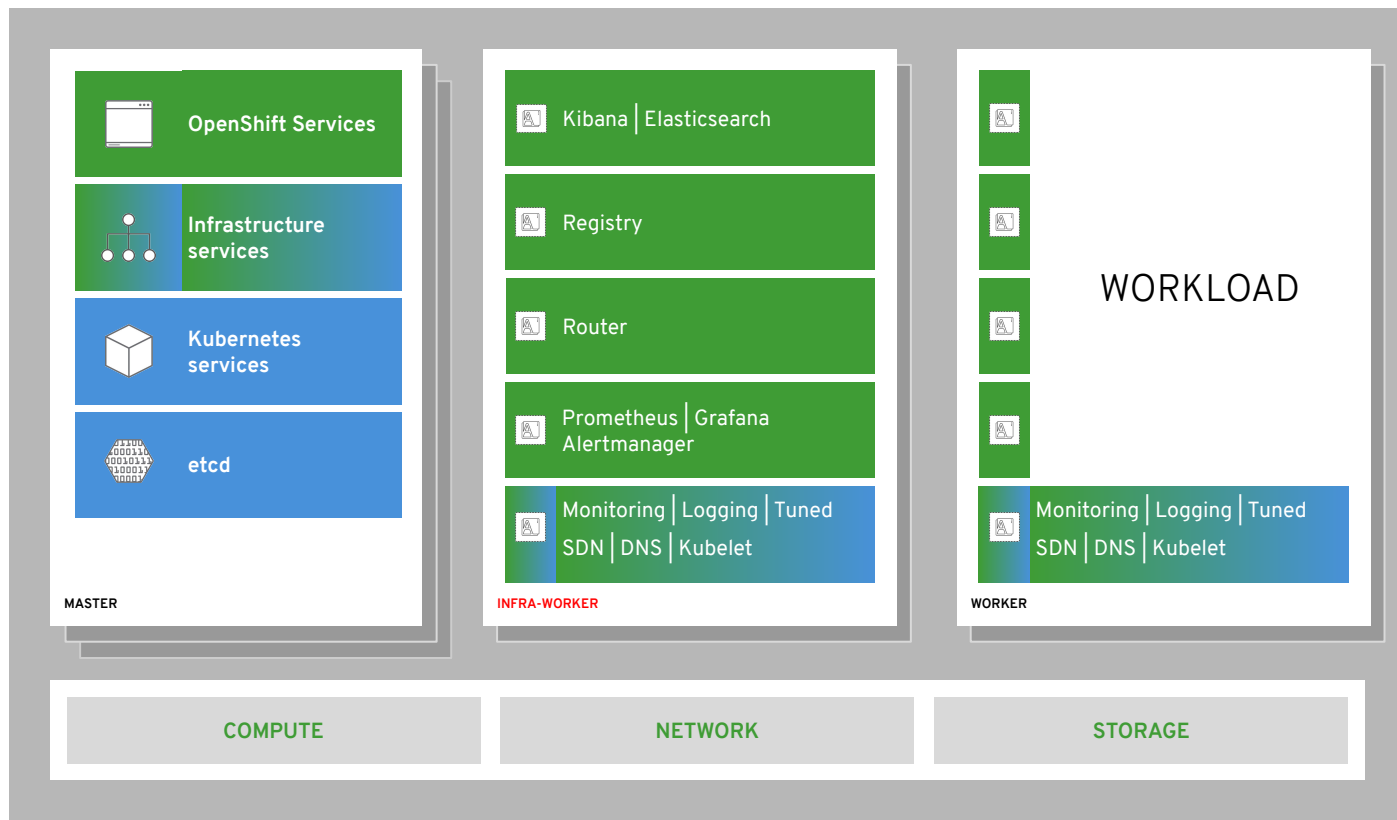 OpenShift Services
Infrastructure
services
Kubernetes
services
etcd
MASTER
Kibana | Elasticsearch
Registry
Router
Prometheus | Grafana
Alertmanager
Monitoring | Logging | Tuned
SDN | DNS | Kubelet
INFRA-WORKER
WORKLOAD
Monitoring | Logging | Tuned
SDN | DNS | Kubelet
WORKER
COMPUTE
NETWORK
STORAGE